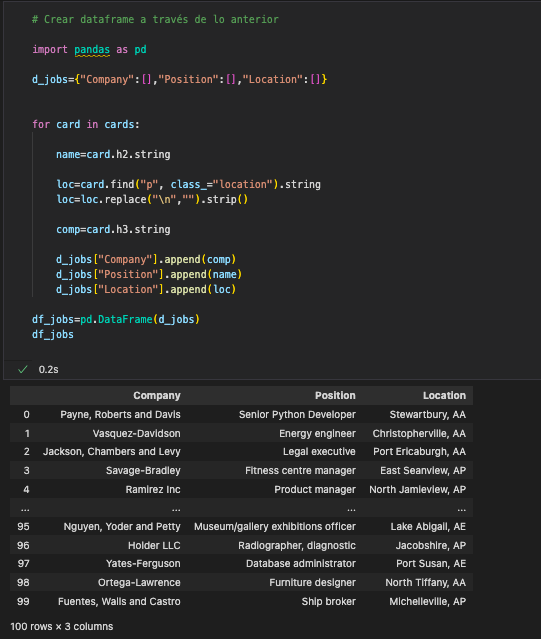 # Crear dataframe a través de lo anterior
import pandas as pd
d_jobs={"Company":[],"Position":[],"Location":[]}
for card in cards:
name=card.h2.string
loc=card.find("p", class_="location").string
loc=loc.replace("\n","").strip()
comp=card.h3.string
d_jobs["Company"].append(comp)
d_jobs["Position"].append(name)
d_jobs["Location"].append(loc)
df_jobs=pd.DataFrame(d_jobs)
df_jobs
✓ 0.2s
Company Position Location
0 Payne, Roberts and Davis Senior Python Developer Stewartbury, AA
1 Vasquez-Davidson Energy engineer Christopherville, AA
2 Jackson, Chambers and Levy Legal executive Port Ericaburgh, AA
3 Savage-Bradley Fitness centre manager East Seanview, AP
4 Ramirez Inc Product manager North Jamieview, AP
... ... ... ...
95 Nguyen, Yoder and Petty Museum/gallery exhibitions officer Lake Abigail, AE
96 Holder LLC Radiographer, diagnostic Jacobshire, AP
97 Yates-Ferguson Database administrator Port Susan, AE
98 Ortega-Lawrence Furniture designer North Tiffany, AA
99 Fuentes, Walls and Castro Ship broker Michelleville, AP
100 rows × 3 columns